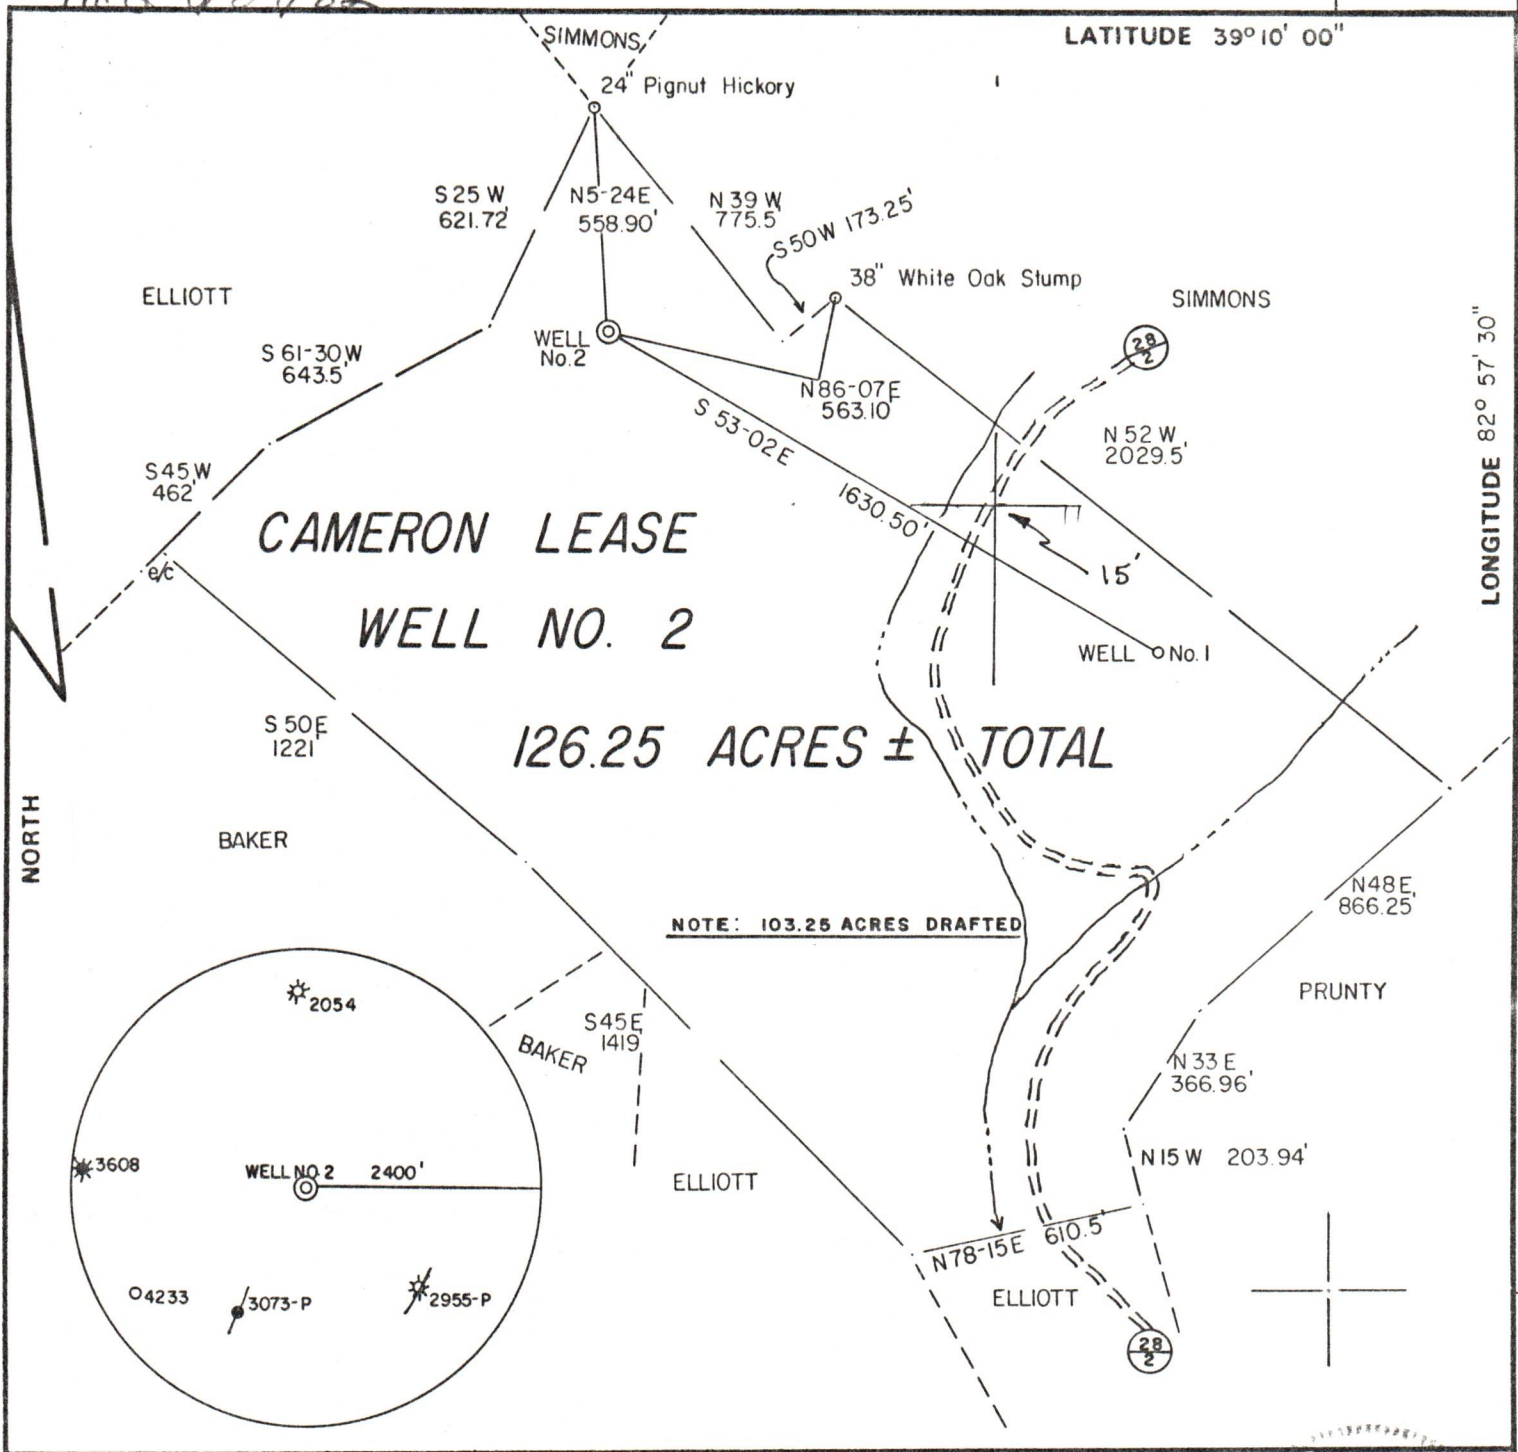 SIMMONS
LATITUDE 39°10' 00"
24" Pignut Hickory
S 25 W
621.72'
N5-24E
558.90'
N 39 W
775.5'
S 50 W 173.25'
38" White Oak Stump
SIMMONS
ELLIOTT
WELL
No. 2
28
2
S 61-30 W
643.5'
N86-07E
563.10'
S 53-02 E
1630.50'
N 52 W
2029.5'
LONGITUDE 82° 57' 30"
S 45 W
462'
CAMERON LEASE
e/c
15'
WELL NO. 2
WELL No. 1
S 50 E
1221'
126.25 ACRES ± TOTAL
NORTH
BAKER
N48E
866.25'
NOTE: 103.25 ACRES DRAFTED
PRUNTY
2054
S45E
1419'
BAKER
N 33 E
366.96'
3608
WELL NO. 2 2400'
ELLIOTT
N 15 W 203.94'
N78-15E 610.5'
4233
3073-P
2955-P
ELLIOTT
28
2